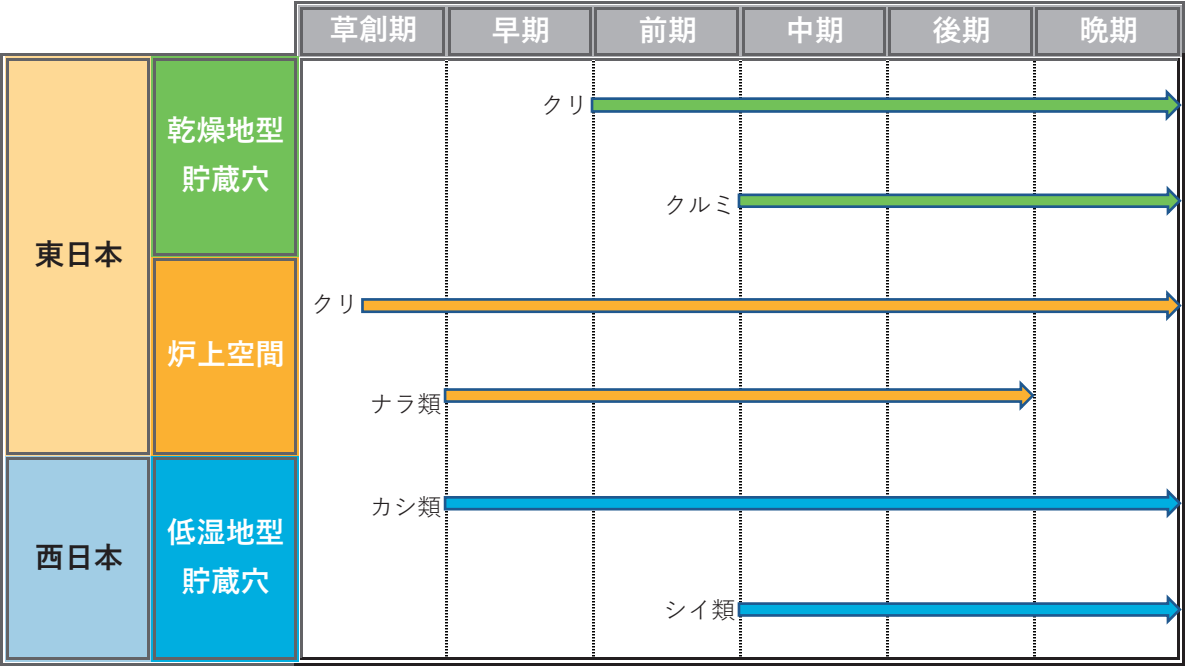 草創期
早期
前期
中期
後期
晩期
東日本
乾燥地型
貯蔵穴
クリ
クルミ
炉上空間
クリ
ナラ類
西日本
低湿地型
貯蔵穴
カシ類
シイ類